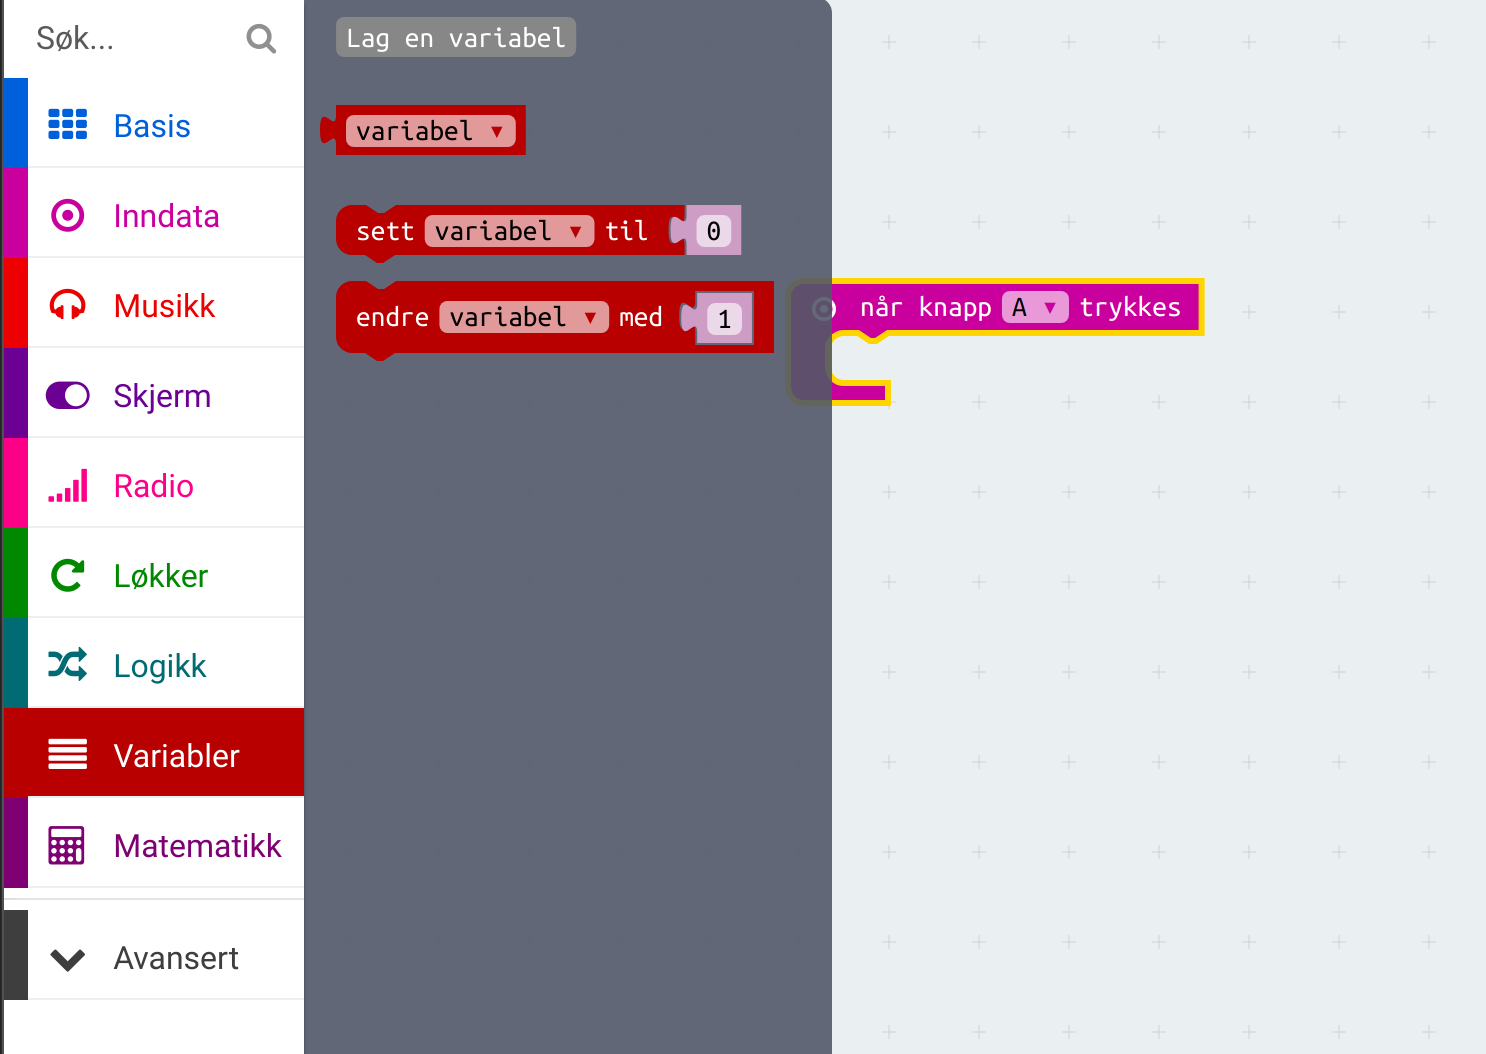 Søk...
Basis
Inndata
Musikk
Skjerm
Radio
Løkker
Logikk
Variabler
Matematikk
Avansert
Lag en variabel
variabel
sett variabel til 0
endre variabel med 1
når knapp A trykkes